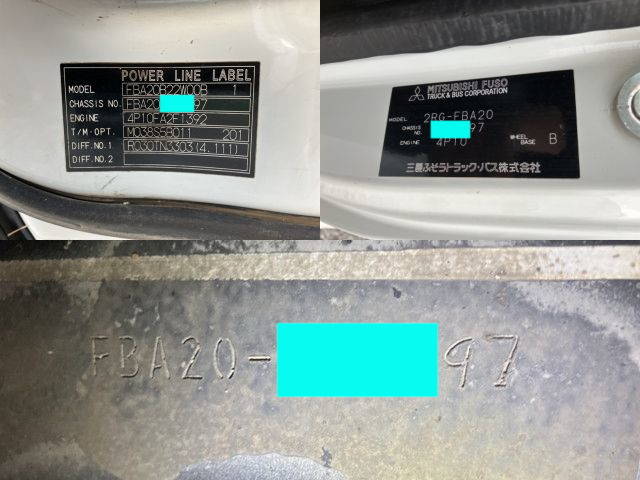 POWER LINE LABEL
MODEL FBA20B22W00B 1
CHASSIS NO. FBA20 97
ENGINE 4P10FA2F1392
T/M·OPT. M038S5B011 201
DIFF.NO.1 R030TN3303(4.111)
DIFF.NO.2
MITSUBISHI FUSO
TRUCK & BUS CORPORATION
2RG-FBA20
CHASSIS NO. 97
ENGINE 4P10 WHEEL BASE B
三菱ふそうトラック・バス株式会社
FBA20- 97